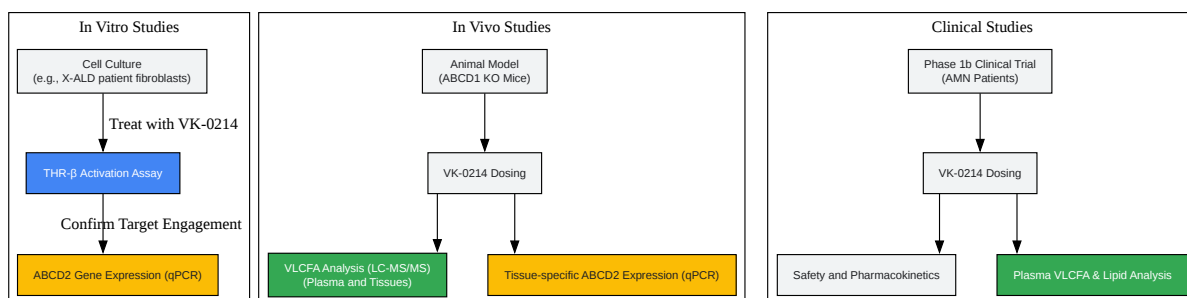 In Vitro Studies
Cell Culture
(e.g., X-ALD patient fibroblasts)
Treat with VK-0214
THR-β Activation Assay
Confirm Target Engagement
ABCD2 Gene Expression (qPCR)
In Vivo Studies
Animal Model
(ABCD1 KO Mice)
VK-0214 Dosing
VLCFA Analysis (LC-MS/MS)
(Plasma and Tissues)
Tissue-specific ABCD2 Expression (qPCR)
Clinical Studies
Phase 1b Clinical Trial
(AMN Patients)
VK-0214 Dosing
Safety and Pharmacokinetics
Plasma VLCFA & Lipid Analysis